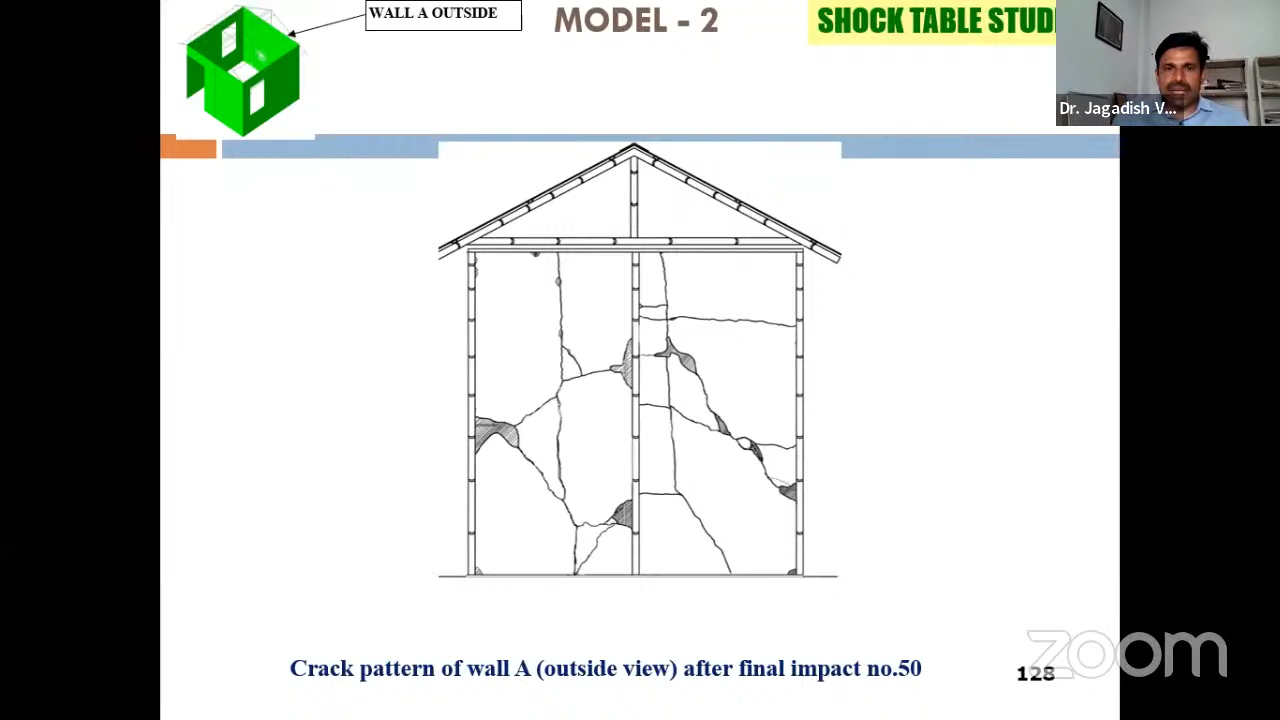 WALL A OUTSIDE
MODEL - 2
SHOCK TABLE STUD
Dr. Jagadish V...
Crack pattern of wall A (outside view) after final impact no.50
128
zoom